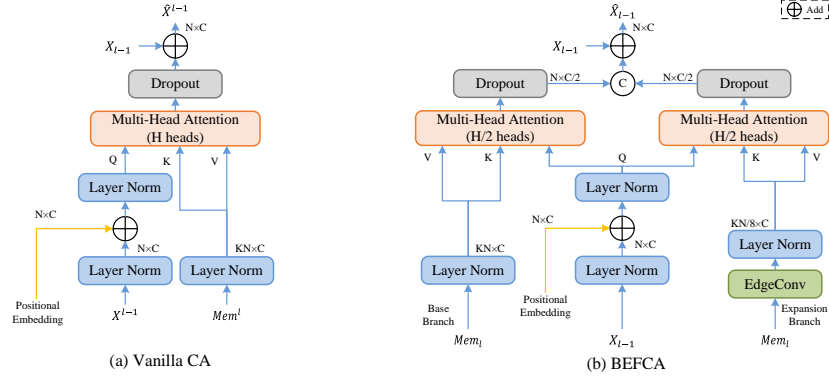 X̂^{l-1}
N×C
X_{l-1}
Dropout
Multi-Head Attention
(H heads)
Q
K
V
Layer Norm
N×C
N×C
KN×C
Layer Norm
Layer Norm
Positional
Embedding
X^{l-1}
Mem^l
(a) Vanilla CA
Add
X̂_{l-1}
N×C
X_{l-1}
Dropout
N×C/2
C
N×C/2
Dropout
Multi-Head Attention
(H/2 heads)
Multi-Head Attention
(H/2 heads)
V
K
Q
K
V
Layer Norm
N×C
N×C
KN×C
KN/8×C
Layer Norm
Layer Norm
Layer Norm
EdgeConv
Base
Branch
Positional
Embedding
Expansion
Branch
Mem_l
X_{l-1}
Mem_l
(b) BEFCA